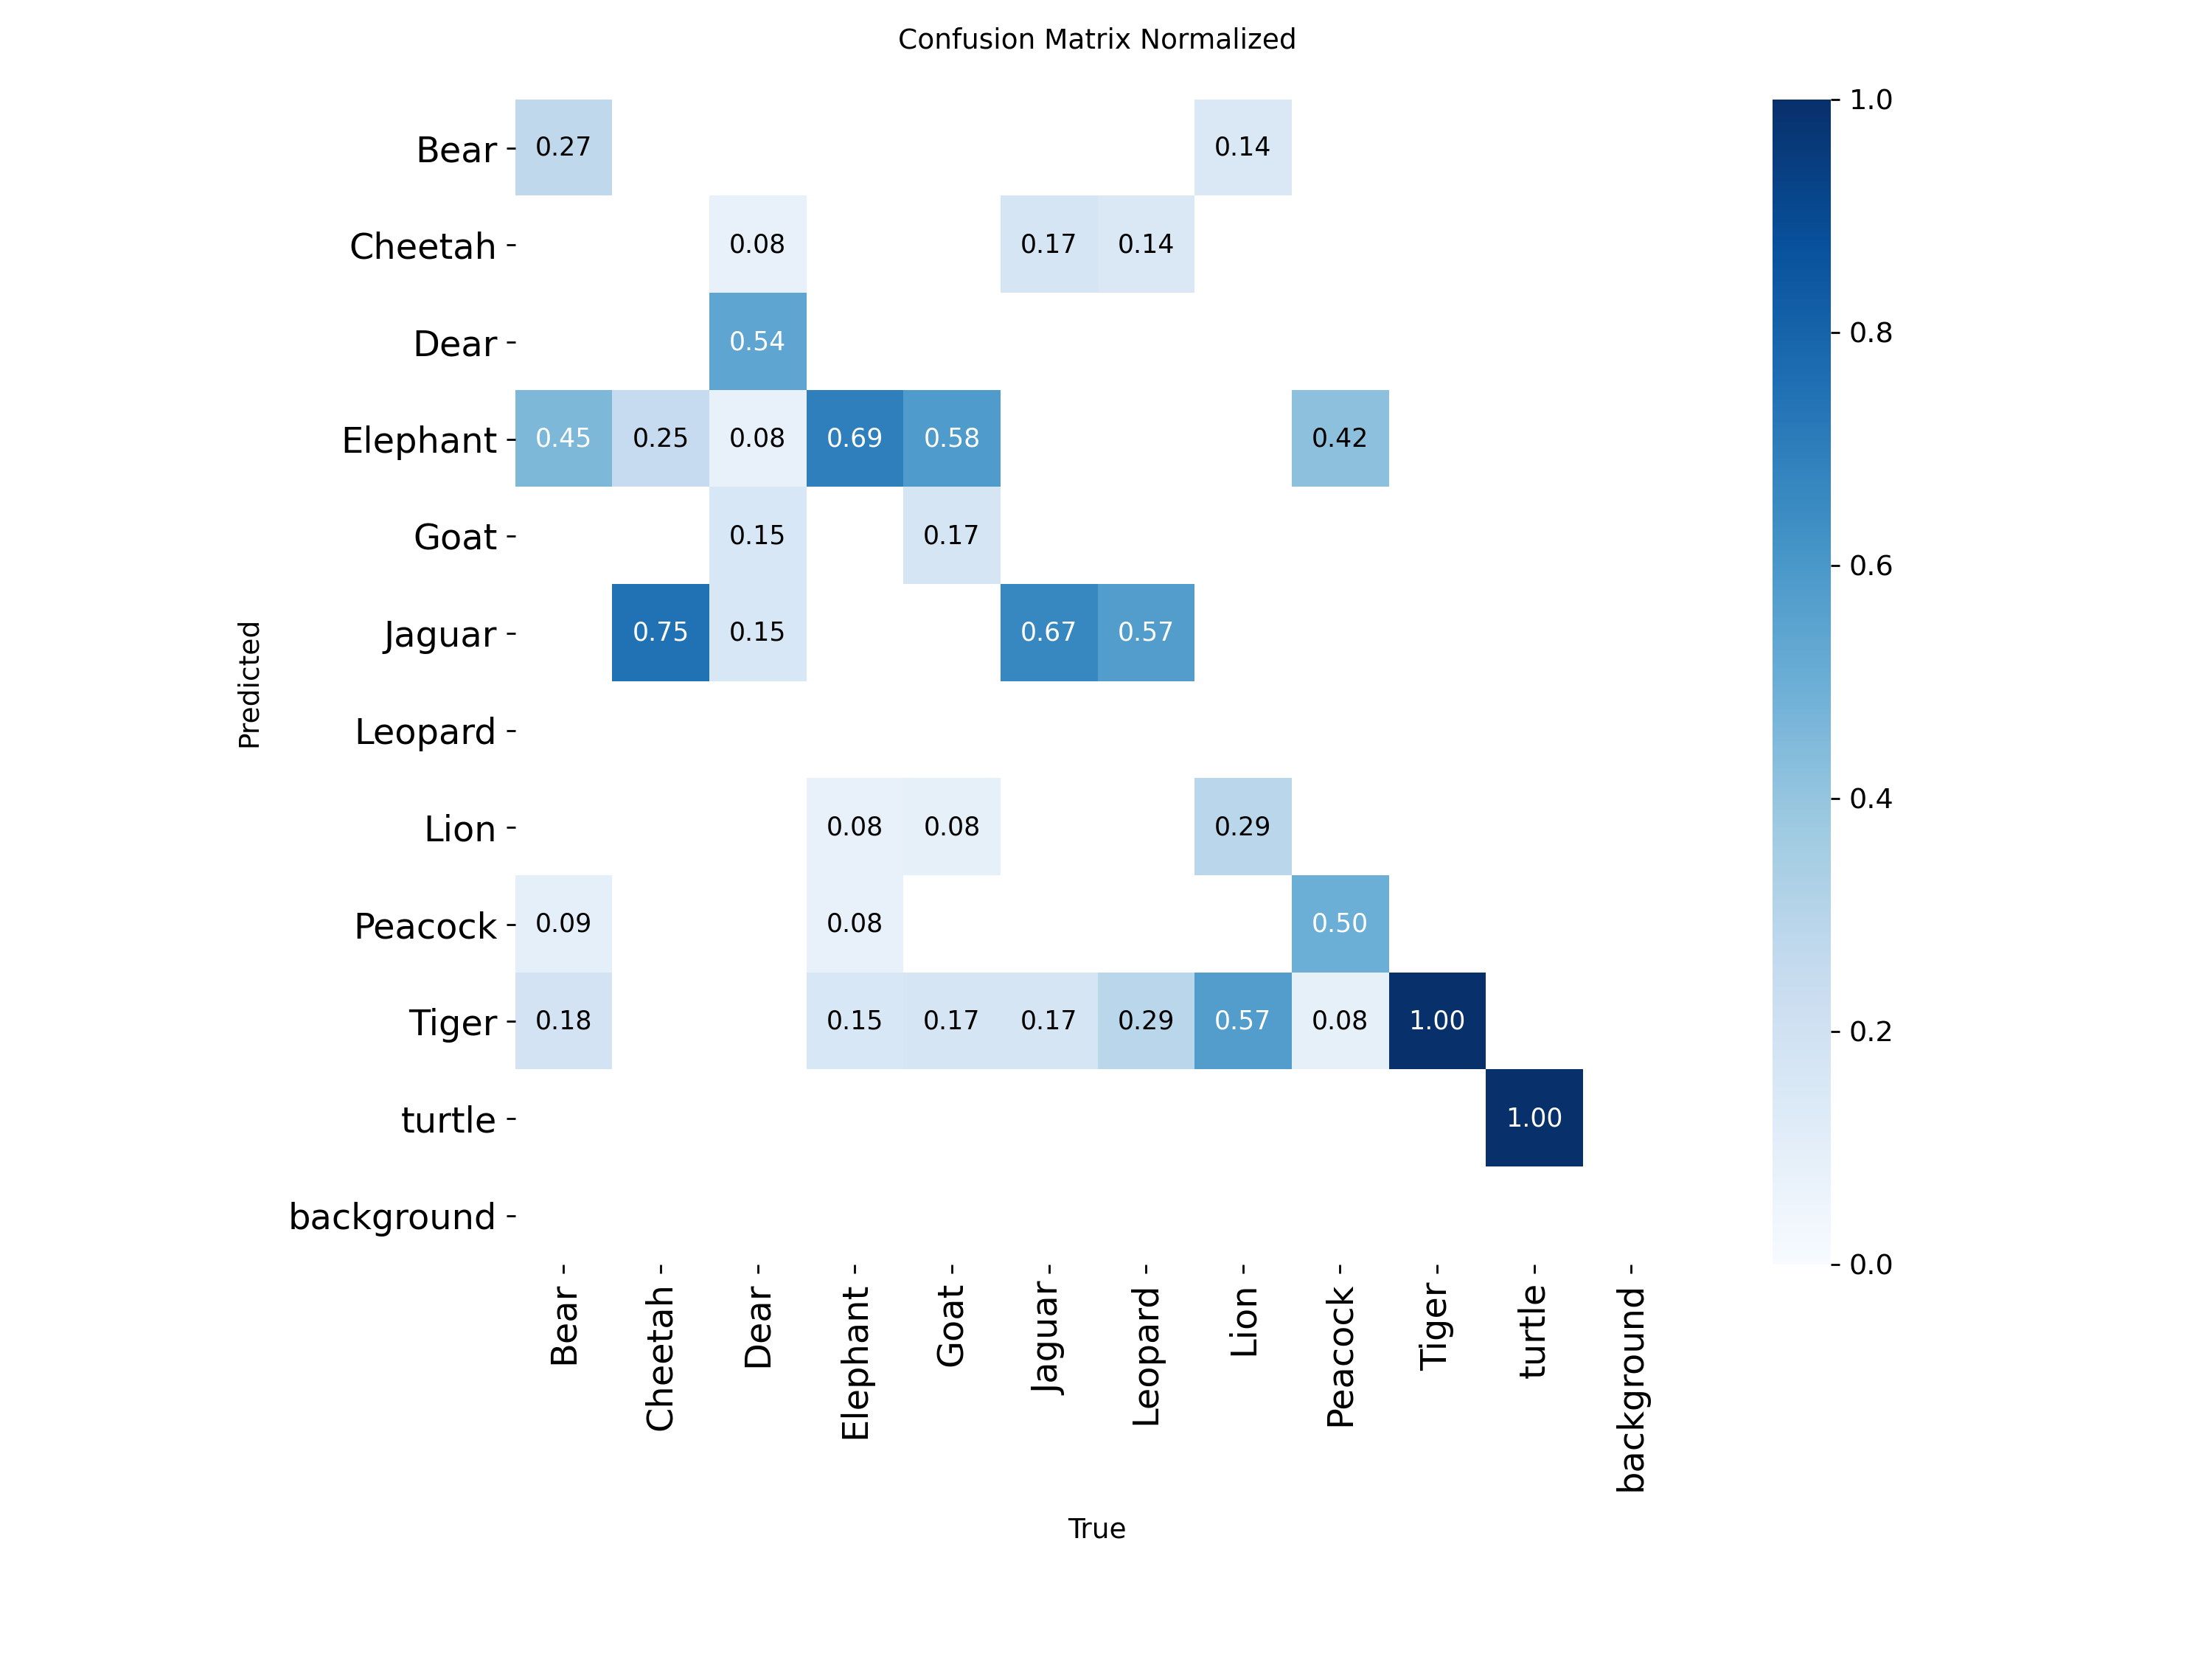 Confusion Matrix Normalized
Bear 0.27 0.14
Cheetah 0.08 0.17 0.14
Dear 0.54
Elephant 0.45 0.25 0.08 0.69 0.58 0.42
Goat 0.15 0.17
Jaguar 0.75 0.15 0.67 0.57
Leopard
Lion 0.08 0.08 0.29
Peacock 0.09 0.08 0.50
Tiger 0.18 0.15 0.17 0.17 0.29 0.57 0.08 1.00
turtle 1.00
background
Predicted
Bear
Cheetah
Dear
Elephant
Goat
Jaguar
Leopard
Lion
Peacock
Tiger
turtle
background
True
1.0
0.8
0.6
0.4
0.2
0.0